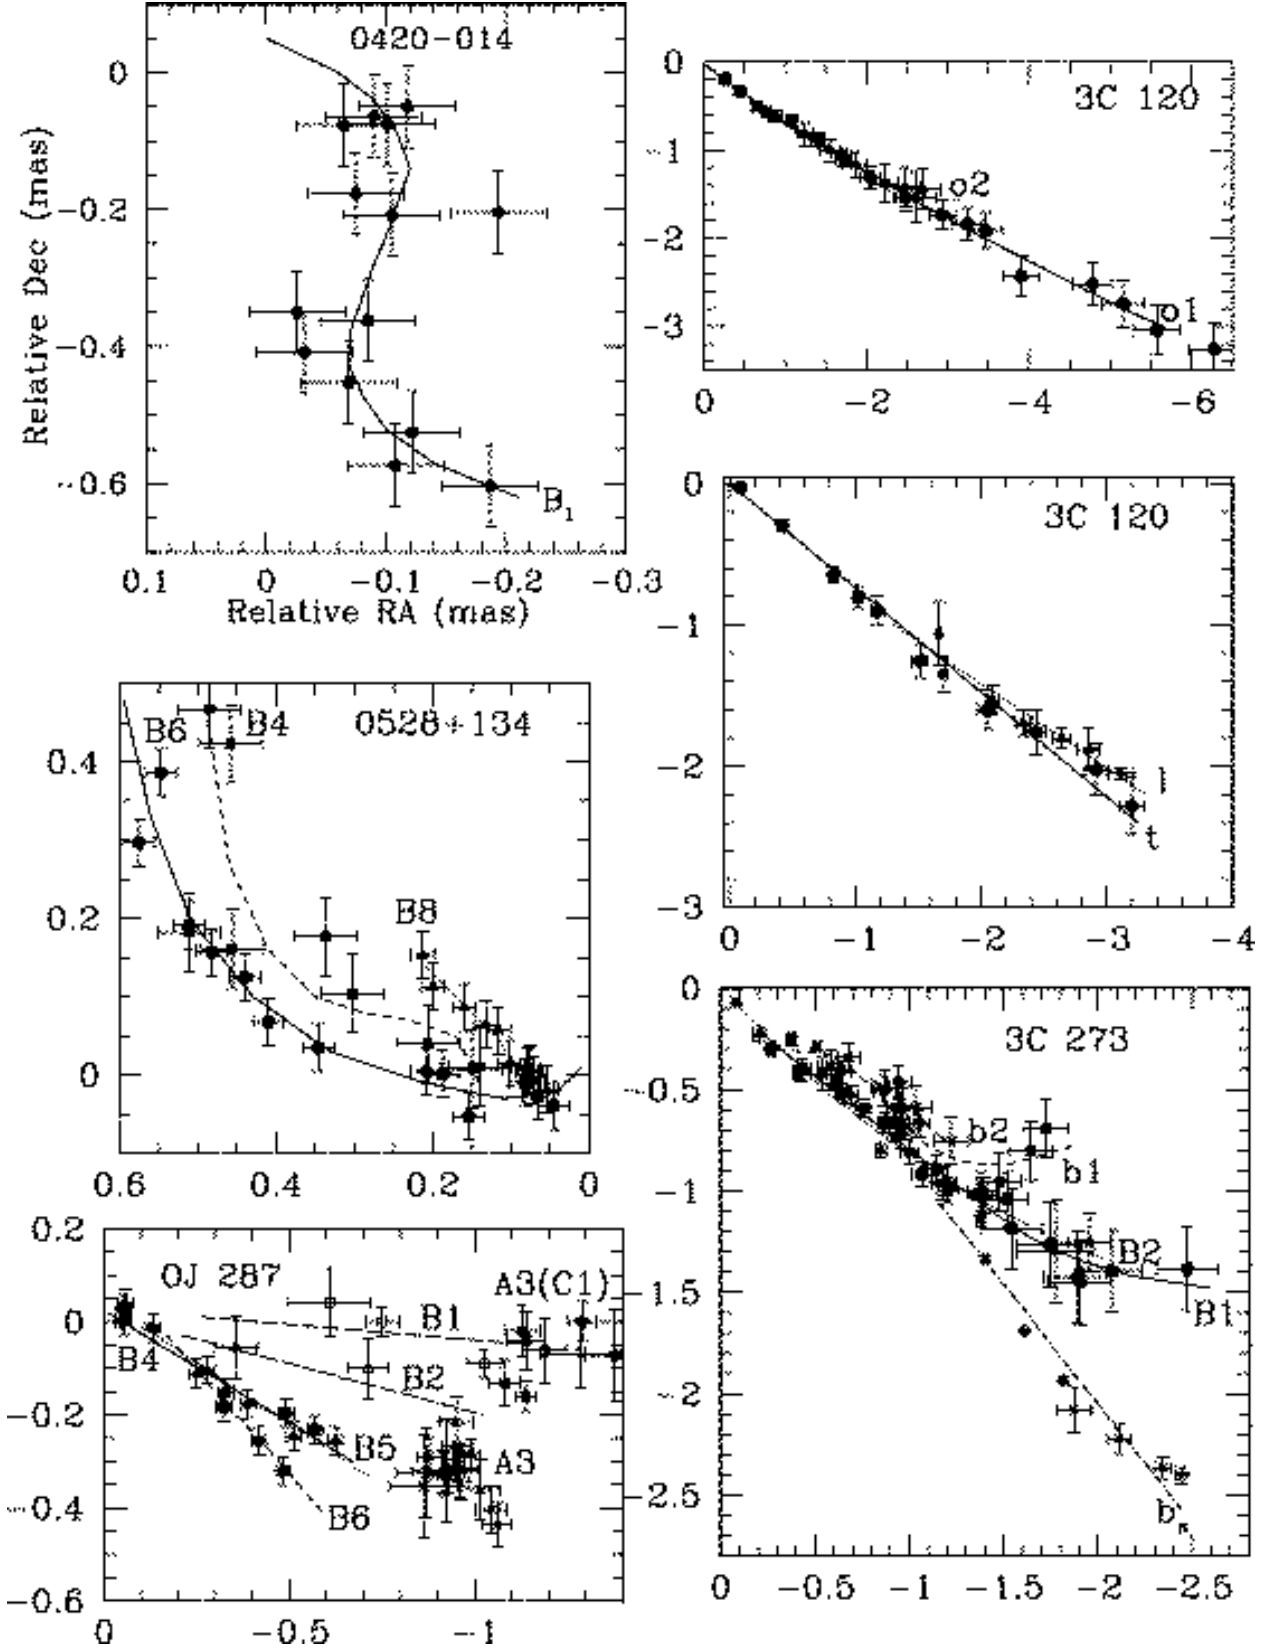 0420-014
0
-0.2
-0.4
-0.6
Relative Dec (mas)
B1
0.1 0 -0.1 -0.2 -0.3
Relative RA (mas)
3C 120
0
-1
-2
-3
o2
o1
0 -2 -4 -6
3C 120
0
-1
-2
-3
l
t
0 -1 -2 -3 -4
0528+134
B6 B4
B8
0.4
0.2
0
0.6 0.4 0.2 0
3C 273
0
-0.5
-1
-1.5
-2
-2.5
b2
b1
B2
B1
0 -0.5 -1 -1.5 -2 -2.5
OJ 287
0.2
0
-0.2
-0.4
-0.6
A3(C1)
B1
B4
B2
B5
A3
B6
0 -0.5 -1